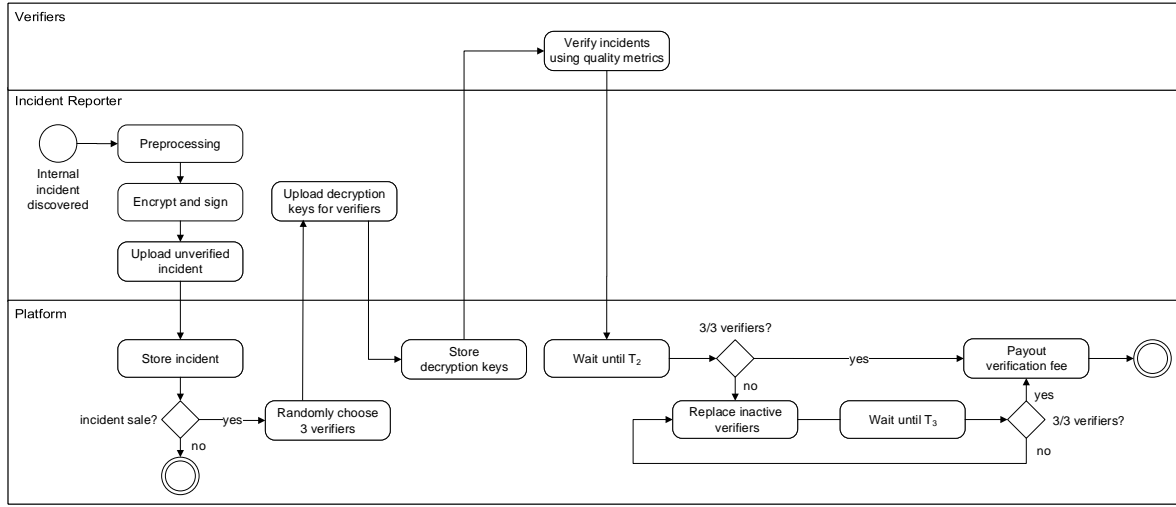 Verifiers
Verify incidents
using quality metrics
Incident Reporter
Internal
incident
discovered
Preprocessing
Encrypt and sign
Upload unverified
incident
Upload decryption
keys for verifiers
Platform
Store incident
incident sale?
yes
no
Randomly choose
3 verifiers
Store
decryption keys
Wait until T₂
3/3 verifiers?
yes
no
Payout
verification fee
Replace inactive
verifiers
Wait until T₃
yes
3/3 verifiers?
no